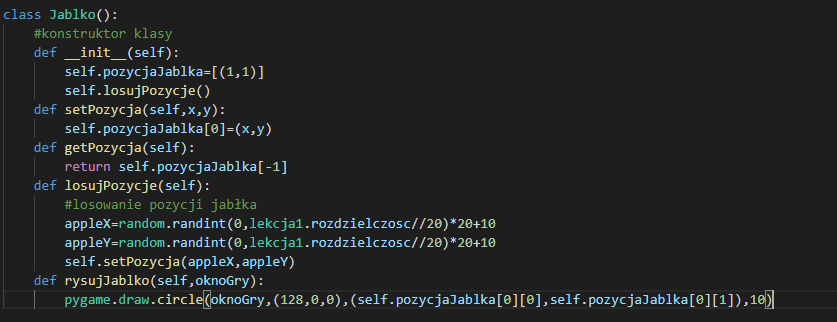 class Jablko():
    #konstruktor klasy
    def __init__(self):
        self.pozycjaJablka=[(1,1)]
        self.losujPozycje()
    def setPozycja(self,x,y):
        self.pozycjaJablka[0]=(x,y)
    def getPozycja(self):
        return self.pozycjaJablka[-1]
    def losujPozycje(self):
        #losowanie pozycji jabłka
        appleX=random.randint(0,lekcja1.rozdzielczosc//20)*20+10
        appleY=random.randint(0,lekcja1.rozdzielczosc//20)*20+10
        self.setPozycja(appleX,appleY)
    def rysujJablko(self,oknoGry):
        pygame.draw.circle(oknoGry,(128,0,0),(self.pozycjaJablka[0][0],self.pozycjaJablka[0][1]),10)